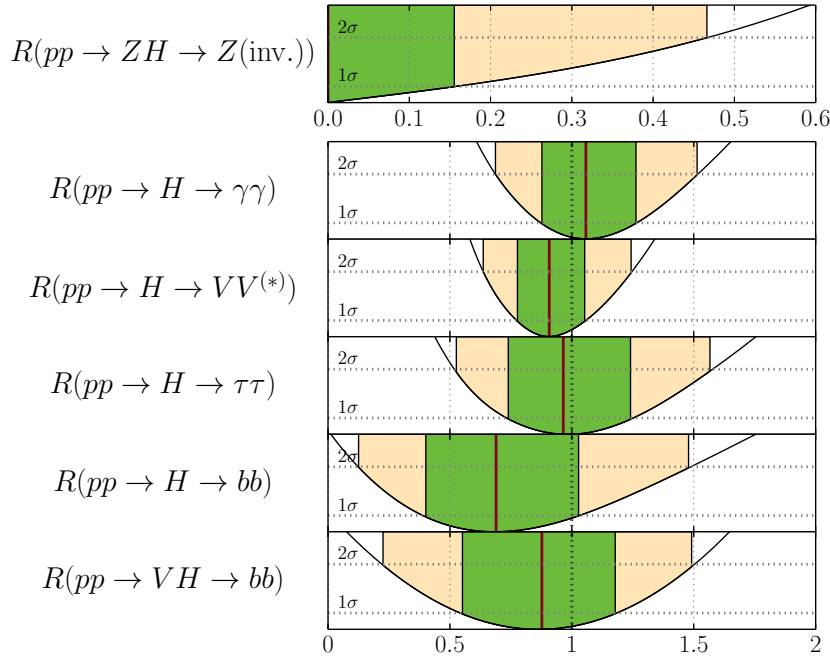 R(pp → ZH → Z(inv.))
2σ
1σ
0.0 0.1 0.2 0.3 0.4 0.5 0.6
R(pp → H → γγ)
2σ
1σ
R(pp → H → VV^(*))
2σ
1σ
R(pp → H → ττ)
2σ
1σ
R(pp → H → bb)
2σ
1σ
R(pp → VH → bb)
2σ
1σ
0 0.5 1 1.5 2